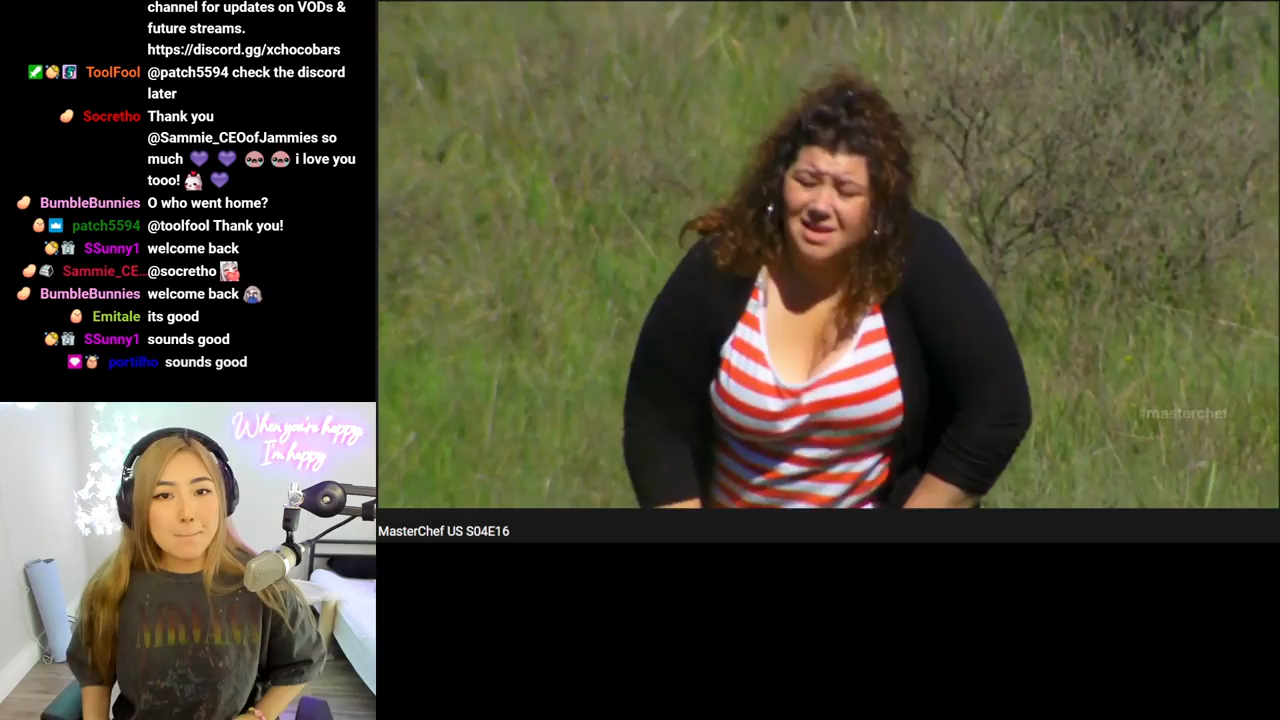 channel for updates on VODs &
future streams.
https://discord.gg/xchocobars
ToolFool @patch5594 check the discord
later
Socretho Thank you
@Sammie_CEOofJammies so
much i love you
tooo!
BumbleBunnies O who went home?
patch5594 @toolfool Thank you!
SSunny1 welcome back
Sammie_CE... @socretho
BumbleBunnies welcome back
Emitale its good
SSunny1 sounds good
portilho sounds good
When you're happy
I'm happy
NIRVANA
#masterchef
MasterChef US S04E16